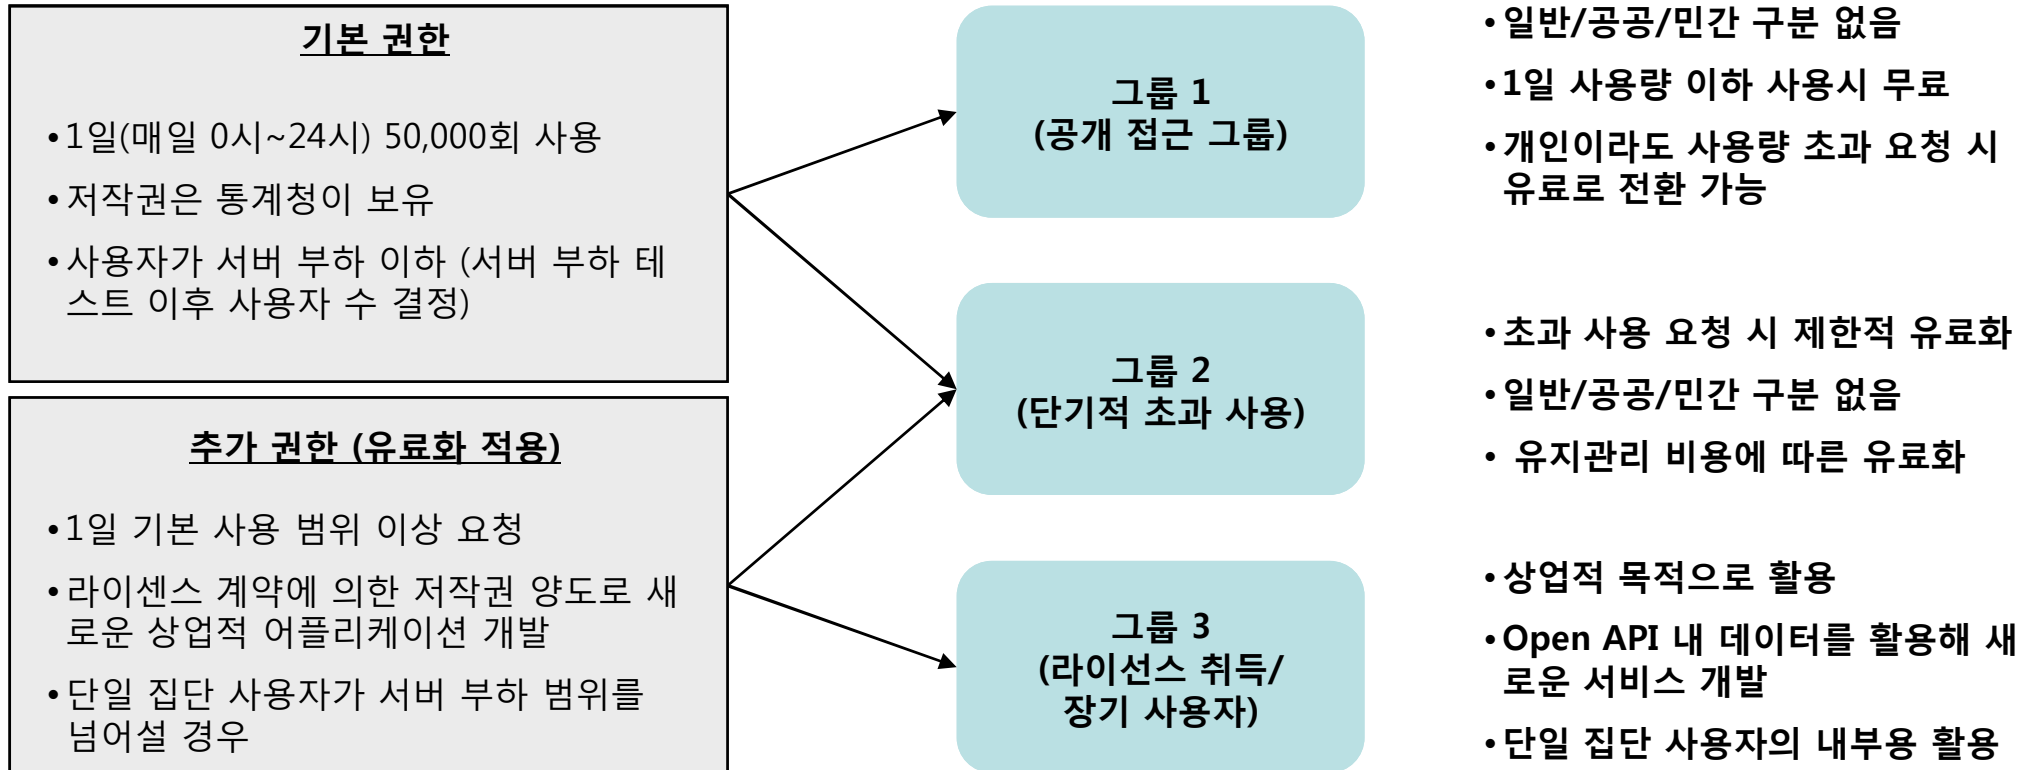 기본 권한
•1일(매일 0시~24시) 50,000회 사용
•저작권은 통계청이 보유
•사용자가 서버 부하 이하 (서버 부하 테
스트 이후 사용자 수 결정)
추가 권한 (유료화 적용)
•1일 기본 사용 범위 이상 요청
•라이센스 계약에 의한 저작권 양도로 새
로운 상업적 어플리케이션 개발
•단일 집단 사용자가 서버 부하 범위를
넘어설 경우
그룹 1
(공개 접근 그룹)
그룹 2
(단기적 초과 사용)
그룹 3
(라이선스 취득/
장기 사용자)
•일반/공공/민간 구분 없음
•1일 사용량 이하 사용시 무료
•개인이라도 사용량 초과 요청 시
유료로 전환 가능
•초과 사용 요청 시 제한적 유료화
•일반/공공/민간 구분 없음
• 유지관리 비용에 따른 유료화
•상업적 목적으로 활용
•Open API 내 데이터를 활용해 새
로운 서비스 개발
•단일 집단 사용자의 내부용 활용